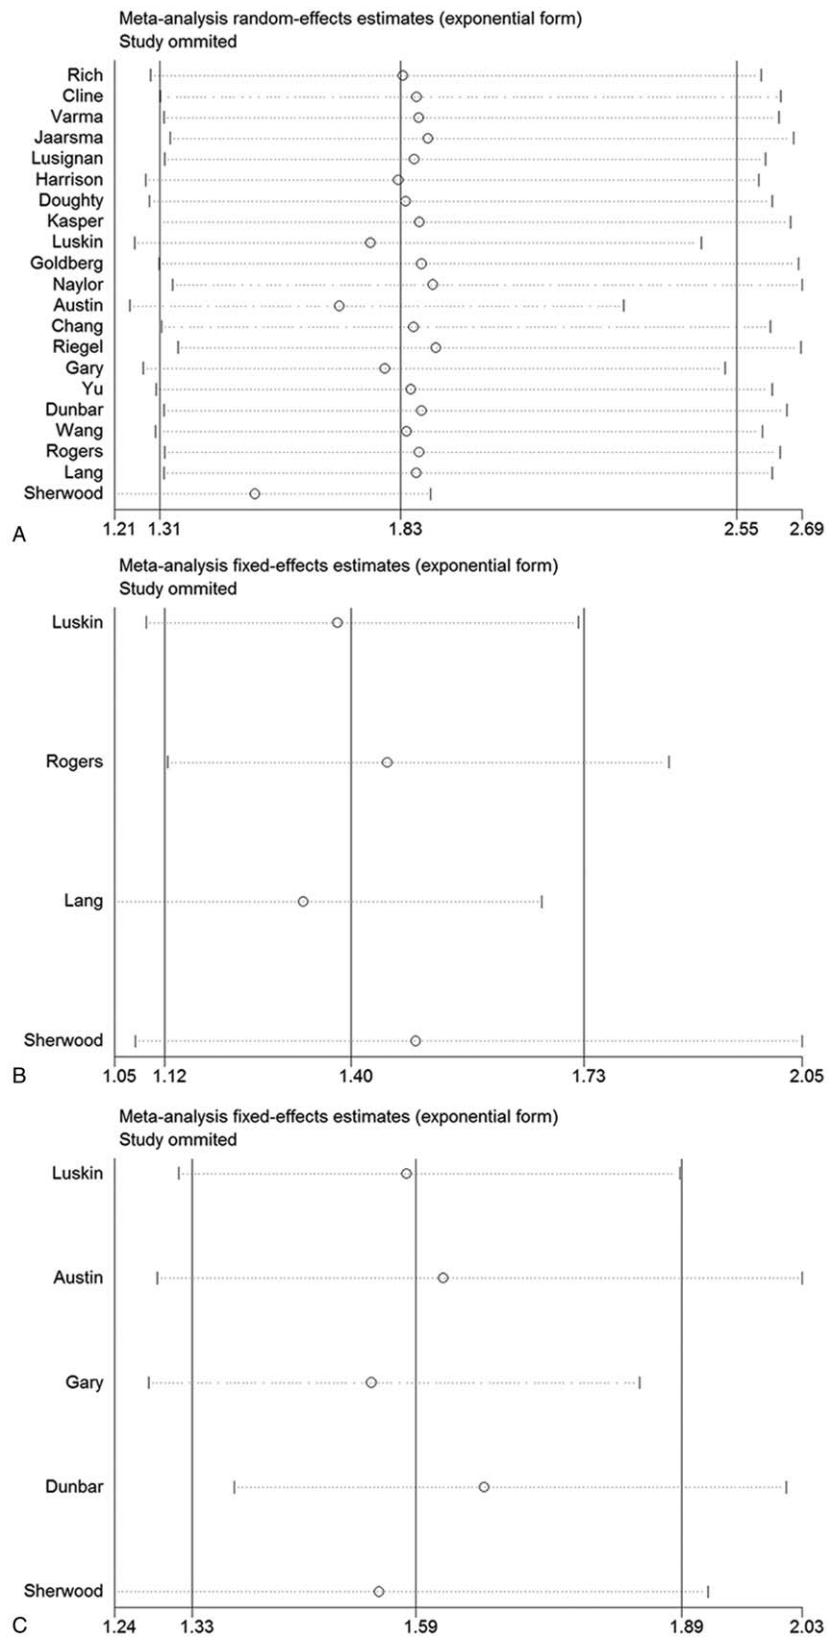 Meta-analysis random-effects estimates (exponential form)
Study ommited
Rich
Cline
Varma
Jaarsma
Lusignan
Harrison
Doughty
Kasper
Luskin
Goldberg
Naylor
Austin
Chang
Riegel
Gary
Yu
Dunbar
Wang
Rogers
Lang
Sherwood
A 1.21 1.31 1.83 2.55 2.69
Meta-analysis fixed-effects estimates (exponential form)
Study ommited
Luskin
Rogers
Lang
Sherwood
B 1.05 1.12 1.40 1.73 2.05
Meta-analysis fixed-effects estimates (exponential form)
Study ommited
Luskin
Austin
Gary
Dunbar
Sherwood
C 1.24 1.33 1.59 1.89 2.03